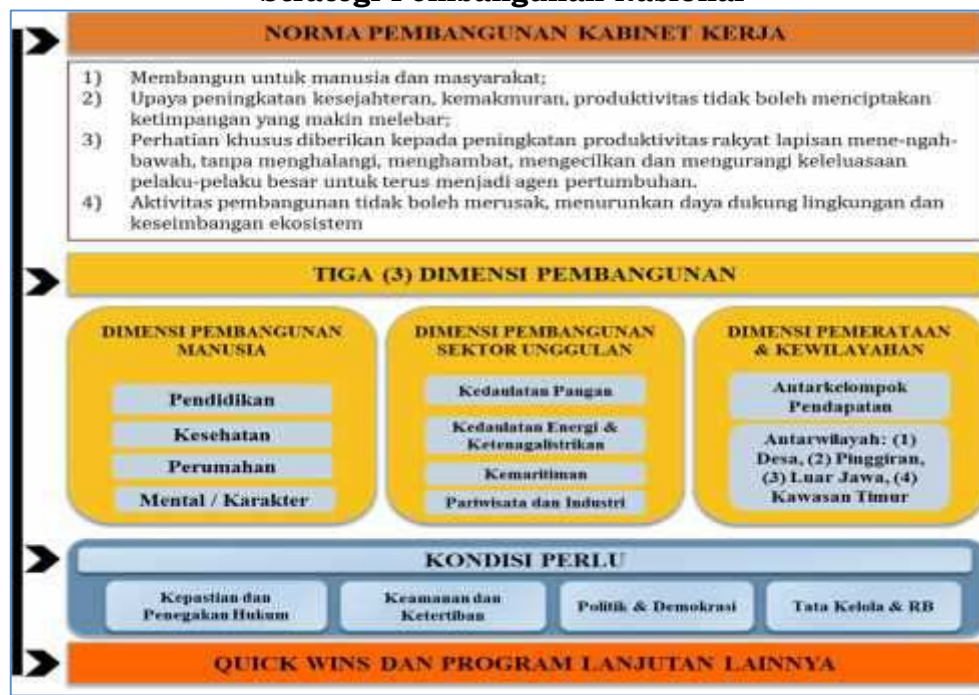 Strategi Pembangunan Nasional
NORMA PEMBANGUNAN KABINET KERJA
1) Membangun untuk manusia dan masyarakat;
2) Upaya peningkatan kesejahteran, kemakmuran, produktivitas tidak boleh menciptakan
ketimpangan yang makin melebar;
3) Perhatian khusus diberikan kepada peningkatan produktivitas rakyat lapisan mene-ngah-
bawah, tanpa menghalangi, menghambat, mengecilkan dan mengurangi keleluasaan
pelaku-pelaku besar untuk terus menjadi agen pertumbuhan.
4) Aktivitas pembangunan tidak boleh merusak, menurunkan daya dukung lingkungan dan
keseimbangan ekosistem
TIGA (3) DIMENSI PEMBANGUNAN
DIMENSI PEMBANGUNAN
MANUSIA
Pendidikan
Kesehatan
Perumahan
Mental / Karakter
DIMENSI PEMBANGUNAN
SEKTOR UNGGULAN
Kedaulatan Pangan
Kedaulatan Energi &
Ketenagalistrikan
Kemaritiman
Pariwisata dan Industri
DIMENSI PEMERATAAN
& KEWILAYAHAN
Antarkelompok
Pendapatan
Antarwilayah: (1)
Desa, (2) Pinggiran,
(3) Luar Jawa, (4)
Kawasan Timur
KONDISI PERLU
Kepastian dan
Penegakan Hukum
Keamanan dan
Ketertiban
Politik & Demokrasi
Tata Kelola & RB
QUICK WINS DAN PROGRAM LANJUTAN LAINNYA